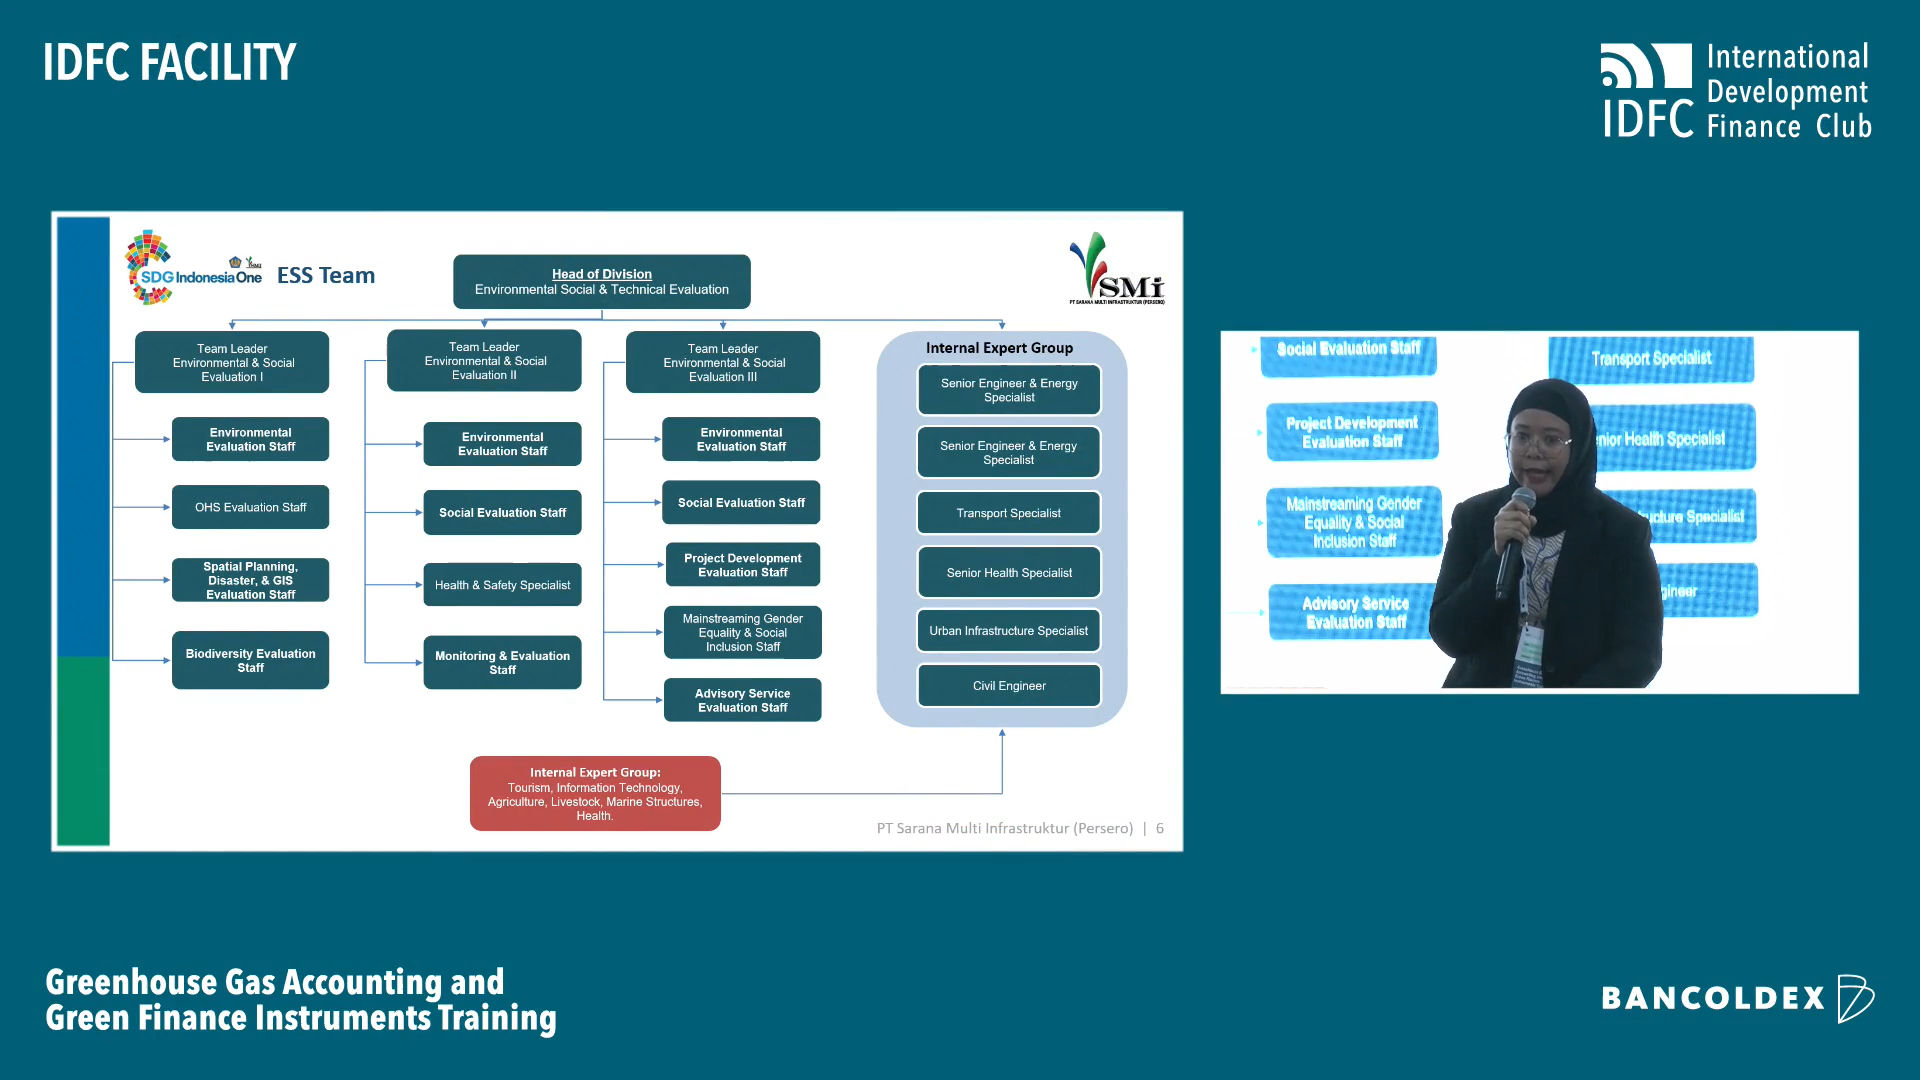 IDFC FACILITY
IDFC
International
Development
Finance Club
SDG Indonesia One
ESS Team
SMi
PT SARANA MULTI INFRASTRUKTUR (PERSERO)
Head of Division
Environmental Social & Technical Evaluation
Team Leader
Environmental & Social
Evaluation I
Environmental
Evaluation Staff
OHS Evaluation Staff
Spatial Planning,
Disaster, & GIS
Evaluation Staff
Biodiversity Evaluation
Staff
Team Leader
Environmental & Social
Evaluation II
Environmental
Evaluation Staff
Social Evaluation Staff
Health & Safety Specialist
Monitoring & Evaluation
Staff
Team Leader
Environmental & Social
Evaluation III
Environmental
Evaluation Staff
Social Evaluation Staff
Project Development
Evaluation Staff
Mainstreaming Gender
Equality & Social
Inclusion Staff
Advisory Service
Evaluation Staff
Internal Expert Group
Senior Engineer & Energy
Specialist
Senior Engineer & Energy
Specialist
Transport Specialist
Senior Health Specialist
Urban Infrastructure Specialist
Civil Engineer
Internal Expert Group:
Tourism, Information Technology,
Agriculture, Livestock, Marine Structures,
Health.
PT Sarana Multi Infrastruktur (Persero) | 6
Social Evaluation Staff
Project Development
Evaluation Staff
Mainstreaming Gender
Equality & Social
Inclusion Staff
Advisory Service
Evaluation Staff
Transport Specialist
nior Health Specialist
ucture Specialist
gineer
Greenhouse Gas Accounting and
Green Finance Instruments Training
BANCOLDEX